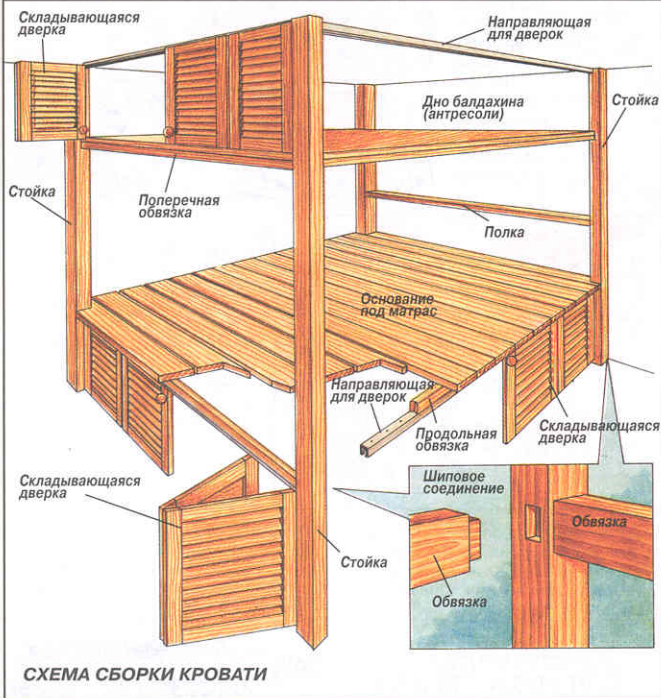 Складывающаяся
дверка
Направляющая
для дверок
Дно балдахина
(антресоли)
Стойка
Стойка
Поперечная
обвязка
Полка
Основание
под матрас
Направляющая
для дверок
Продольная
обвязка
Складывающаяся
дверка
Складывающаяся
дверка
Шиповое
соединение
Обвязка
Стойка
Обвязка
СХЕМА СБОРКИ КРОВАТИ